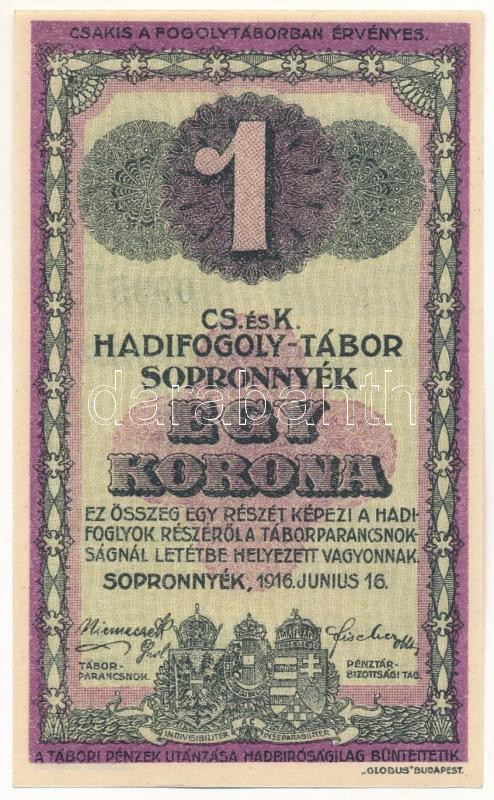 CSAKIS A FOGOLYTÁBORBAN ÉRVÉNYES.
1
CS. ÉS K.
HADIFOGOLY-TÁBOR
SOPRONNYÉK
darabanth
EGY
KORONA
EZ ÖSSZEG EGY RÉSZÉT KÉPEZI A HADI-
FOGLYOK RÉSZÉRŐL A TÁBORPARANCSNOK-
SÁGNÁL LETÉTBE HELYEZETT VAGYONNAK.
SOPRONNYÉK, 1916. JUNIUS 16.
TÁBOR-
PARANCSNOK.
PÉNZTÁR-
BIZOTTSÁGI TAG.
INDIVISIBILITER AC INSEPARABILITER
A TÁBORI PÉNZEK UTÁNZÁSA HADBIRÓSÁGILAG BÜNTETTETIK.
„GLOBUS" BUDAPEST.